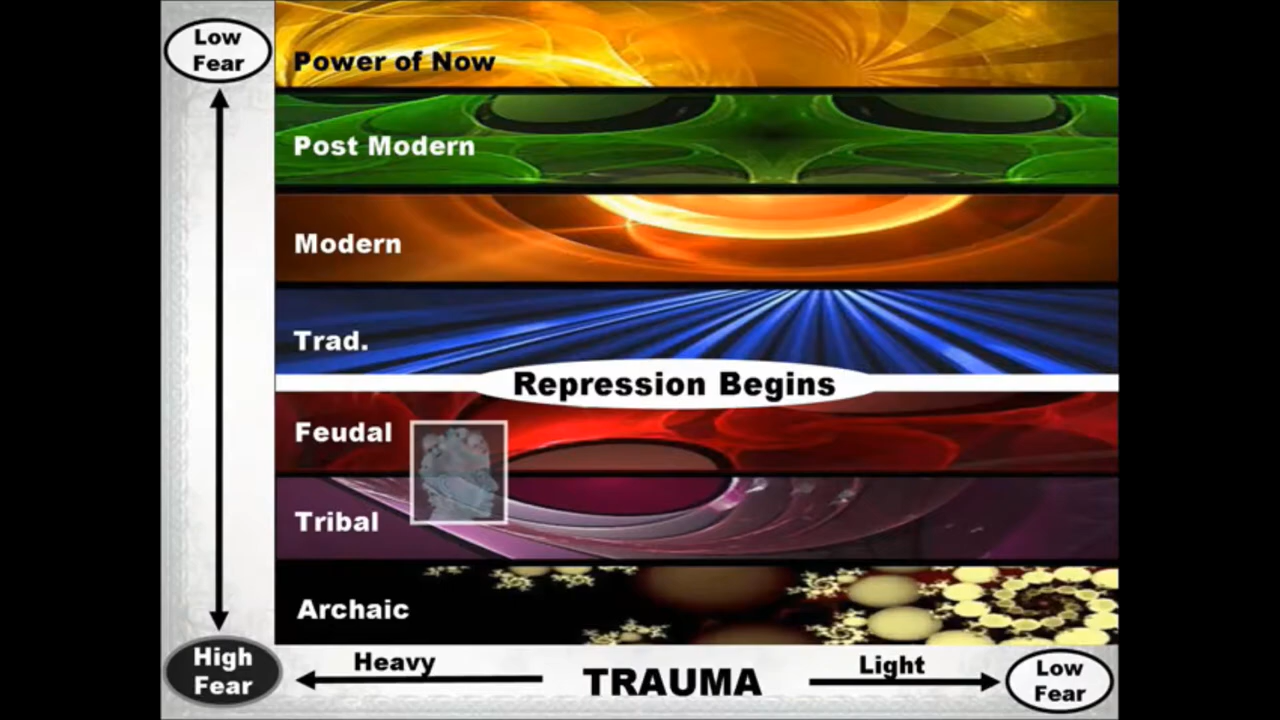 Low
Fear
Power of Now
Post Modern
Modern
Trad.
Repression Begins
Feudal
Tribal
Archaic
High
Fear
Heavy
TRAUMA
Light
Low
Fear